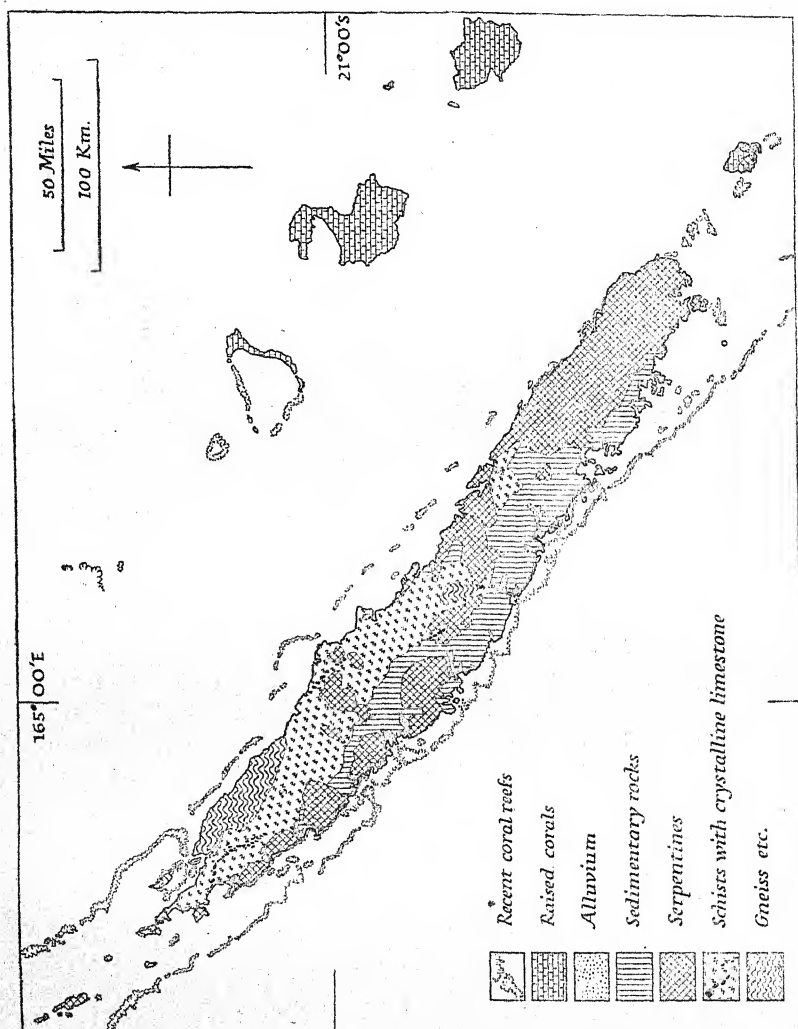 50 Miles
100 Km.
165° 00'E
21°00'S
Recent coral reefs
Raised corals
Alluvium
Sedimentary rocks
Serpentines
Schists with crystalline limestone
Gneiss etc.